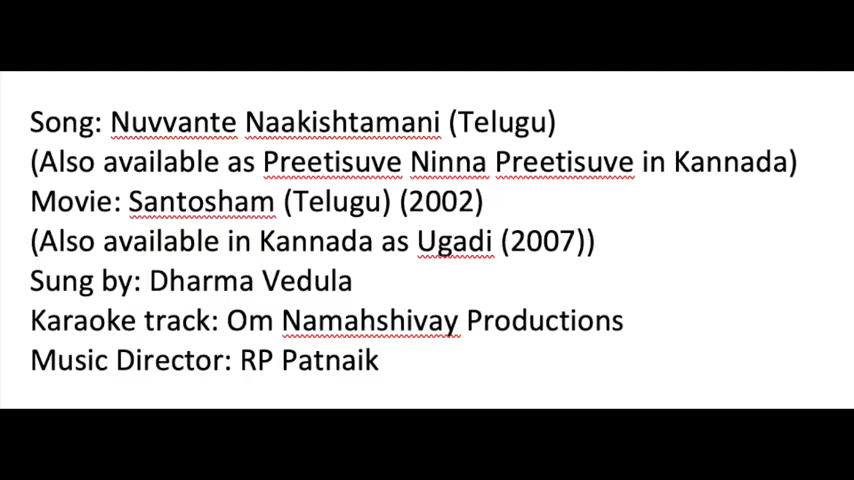 Song: Nuvvante Naakishtamani (Telugu)
(Also available as Preetisuve Ninna Preetisuve in Kannada)
Movie: Santosham (Telugu) (2002)
(Also available in Kannada as Ugadi (2007))
Sung by: Dharma Vedula
Karaoke track: Om Namahshivay Productions
Music Director: RP Patnaik